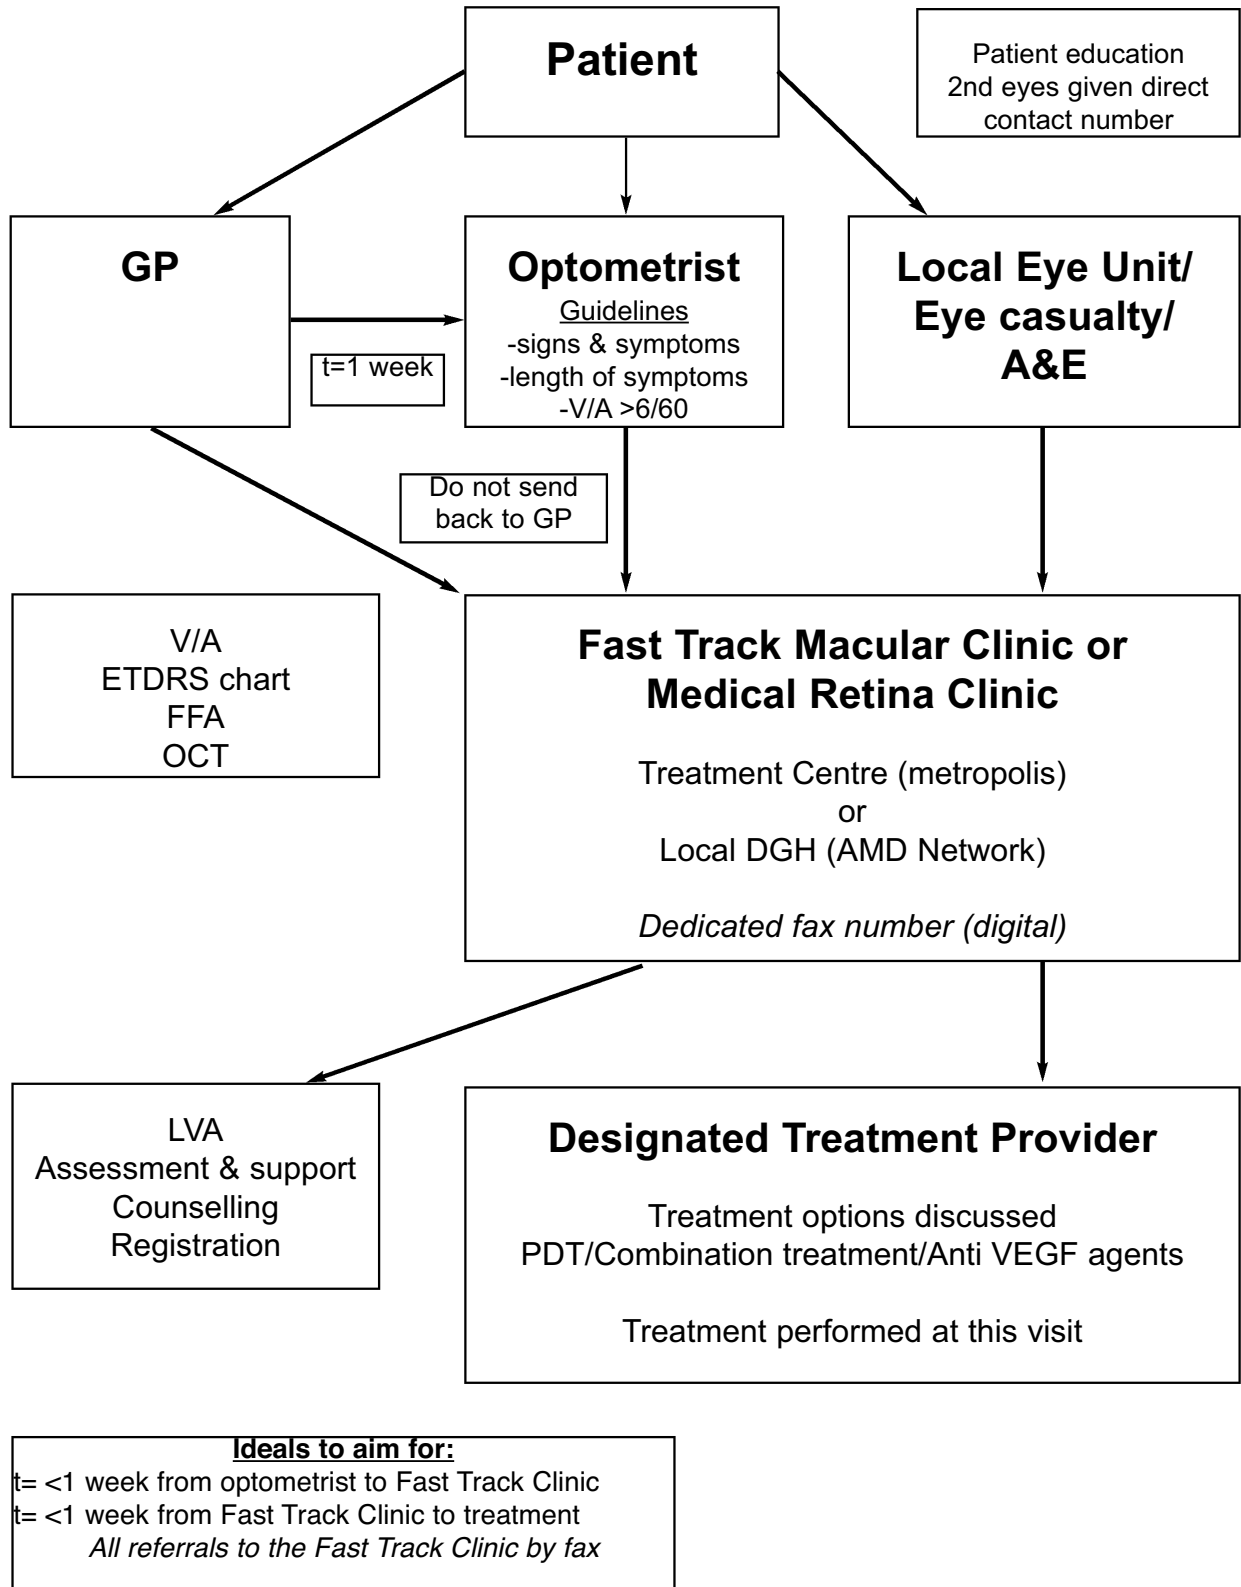 Patient
Patient education
2nd eyes given direct
contact number
GP
Optometrist
Guidelines
-signs & symptoms
-length of symptoms
-V/A >6/60
Local Eye Unit/
Eye casualty/
A&E
t=1 week
Do not send
back to GP
V/A
ETDRS chart
FFA
OCT
Fast Track Macular Clinic or
Medical Retina Clinic
Treatment Centre (metropolis)
or
Local DGH (AMD Network)
Dedicated fax number (digital)
LVA
Assessment & support
Counselling
Registration
Designated Treatment Provider
Treatment options discussed
PDT/Combination treatment/Anti VEGF agents
Treatment performed at this visit
Ideals to aim for:
t= <1 week from optometrist to Fast Track Clinic
t= <1 week from Fast Track Clinic to treatment
All referrals to the Fast Track Clinic by fax